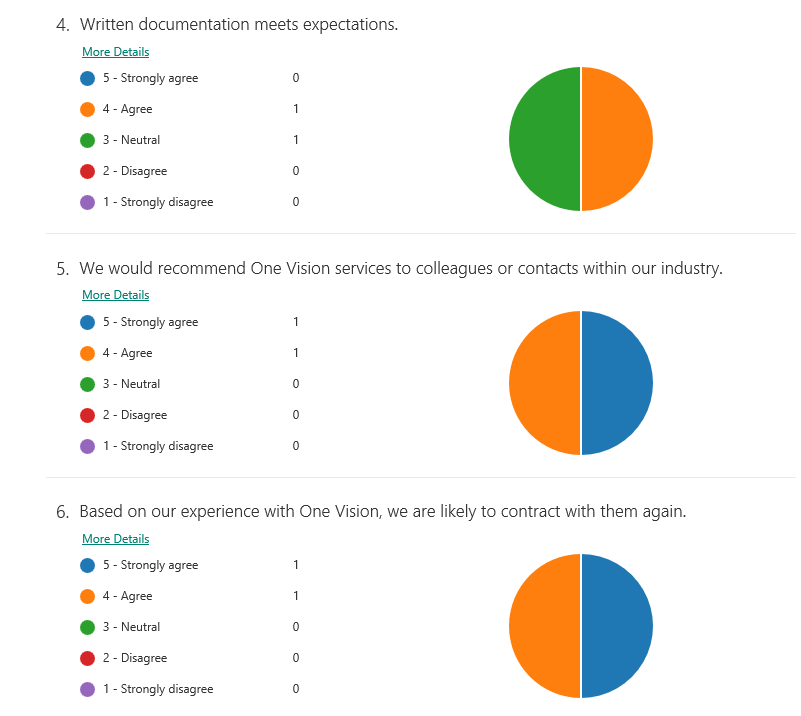 4. Written documentation meets expectations.
More Details
5 - Strongly agree 0
4 - Agree 1
3 - Neutral 1
2 - Disagree 0
1 - Strongly disagree 0
5. We would recommend One Vision services to colleagues or contacts within our industry.
More Details
5 - Strongly agree 1
4 - Agree 1
3 - Neutral 0
2 - Disagree 0
1 - Strongly disagree 0
6. Based on our experience with One Vision, we are likely to contract with them again.
More Details
5 - Strongly agree 1
4 - Agree 1
3 - Neutral 0
2 - Disagree 0
1 - Strongly disagree 0